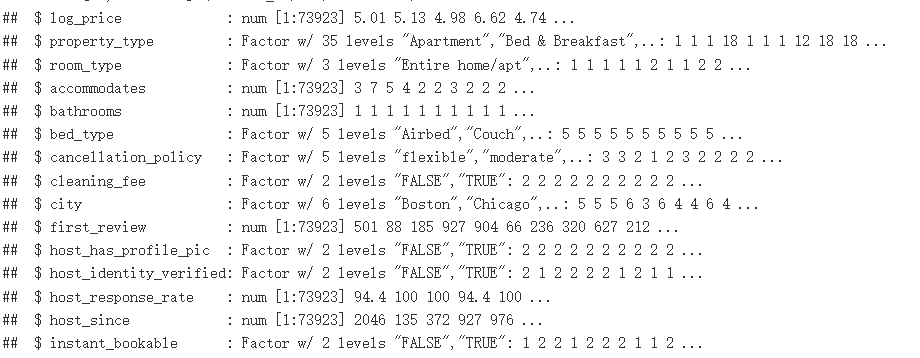 ## $ log_price : num [1:73923] 5.01 5.13 4.98 6.62 4.74 ...
## $ property_type : Factor w/ 35 levels "Apartment","Bed & Breakfast",..: 1 1 1 18 1 1 1 12 18 18 ...
## $ room_type : Factor w/ 3 levels "Entire home/apt",..: 1 1 1 1 1 2 1 1 2 2 ...
## $ accommodates : num [1:73923] 3 7 5 4 2 2 3 2 2 2 ...
## $ bathrooms : num [1:73923] 1 1 1 1 1 1 1 1 1 1 ...
## $ bed_type : Factor w/ 5 levels "Airbed","Couch",..: 5 5 5 5 5 5 5 5 5 5 ...
## $ cancellation_policy : Factor w/ 5 levels "flexible","moderate",..: 3 3 2 1 2 3 2 2 2 2 ...
## $ cleaning_fee : Factor w/ 2 levels "FALSE","TRUE": 2 2 2 2 2 2 2 2 2 2 ...
## $ city : Factor w/ 6 levels "Boston","Chicago",..: 5 5 5 6 3 6 4 4 6 4 ...
## $ first_review : num [1:73923] 501 88 185 927 904 66 236 320 627 212 ...
## $ host_has_profile_pic : Factor w/ 2 levels "FALSE","TRUE": 2 2 2 2 2 2 2 2 2 2 ...
## $ host_identity_verified: Factor w/ 2 levels "FALSE","TRUE": 2 1 2 2 2 2 1 2 1 1 ...
## $ host_response_rate : num [1:73923] 94.4 100 100 94.4 100 ...
## $ host_since : num [1:73923] 2046 135 372 927 976 ...
## $ instant_bookable : Factor w/ 2 levels "FALSE","TRUE": 1 2 2 1 2 2 2 1 1 2 ...